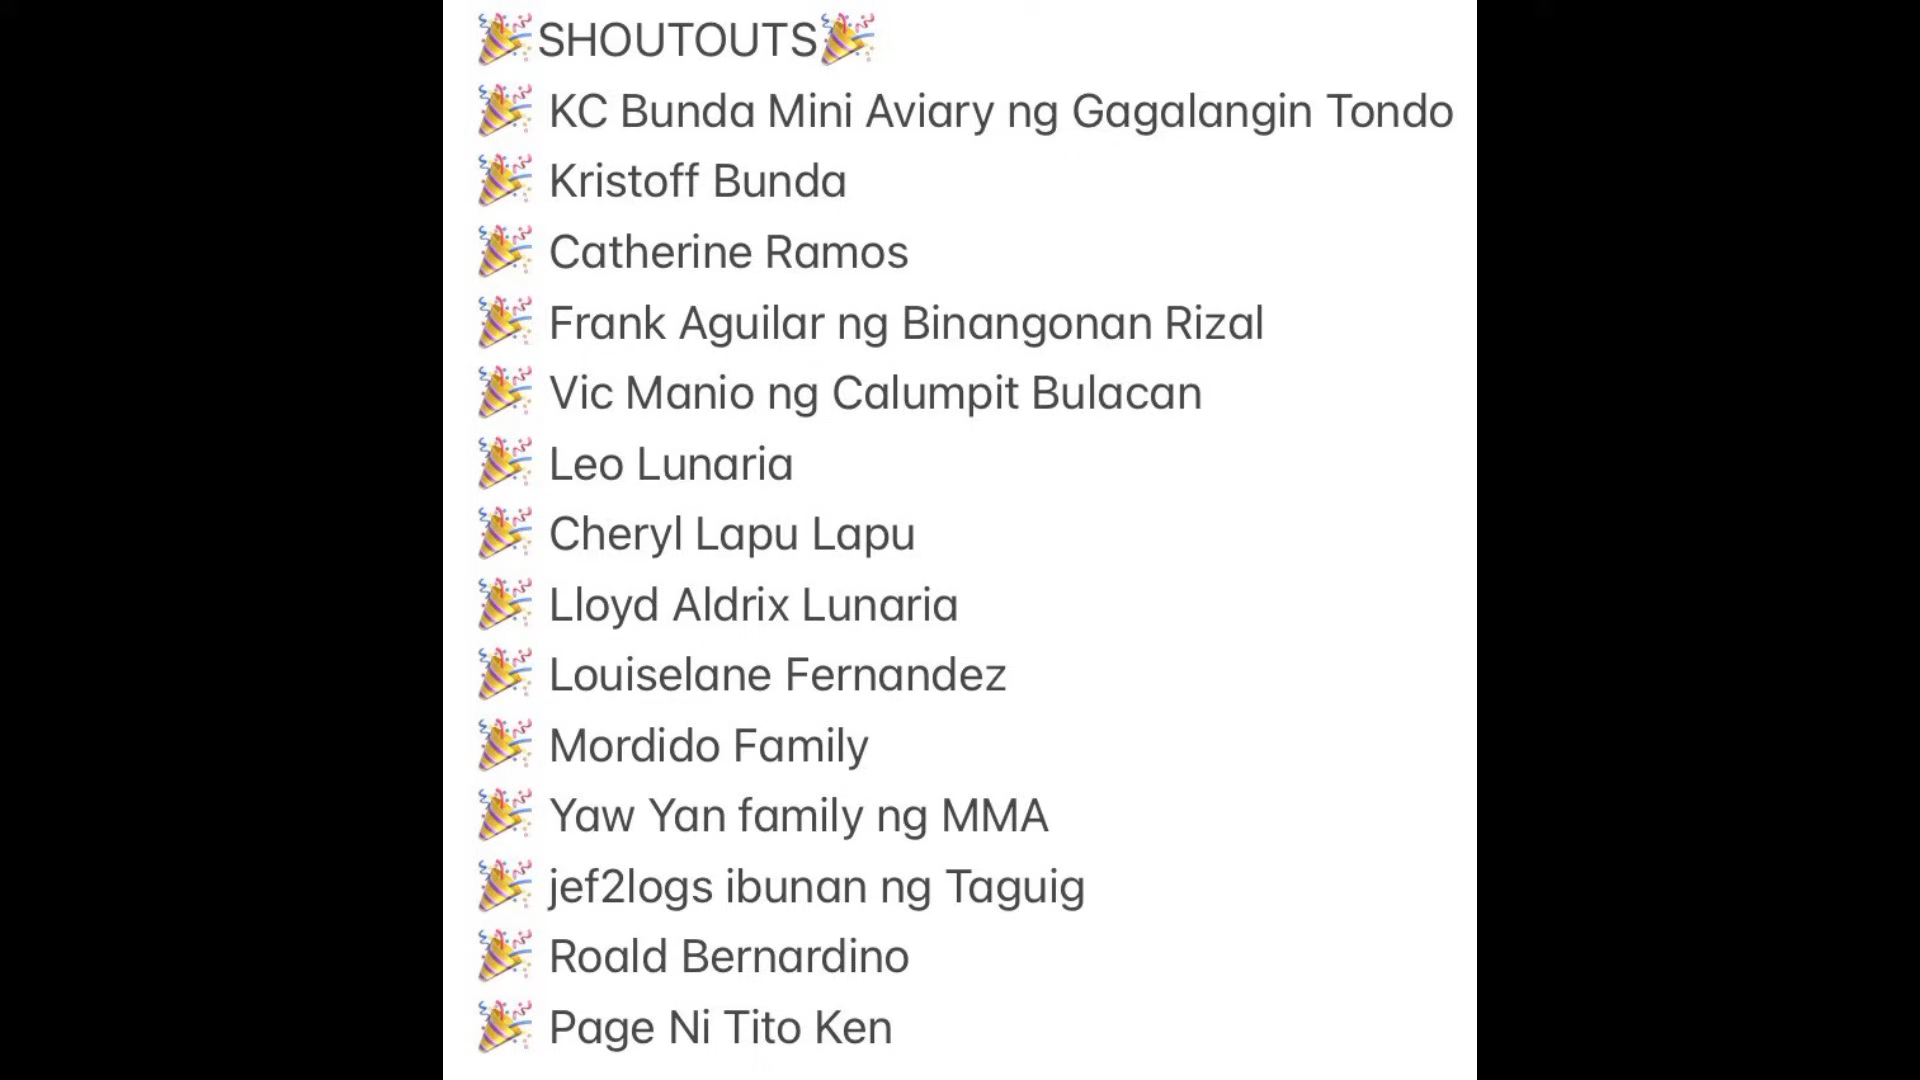 🎉SHOUTOUTS🎉
🎉 KC Bunda Mini Aviary ng Gagalangin Tondo
🎉 Kristoff Bunda
🎉 Catherine Ramos
🎉 Frank Aguilar ng Binangonan Rizal
🎉 Vic Manio ng Calumpit Bulacan
🎉 Leo Lunaria
🎉 Cheryl Lapu Lapu
🎉 Lloyd Aldrix Lunaria
🎉 Louiselane Fernandez
🎉 Mordido Family
🎉 Yaw Yan family ng MMA
🎉 jef2logs ibunan ng Taguig
🎉 Roald Bernardino
🎉 Page Ni Tito Ken